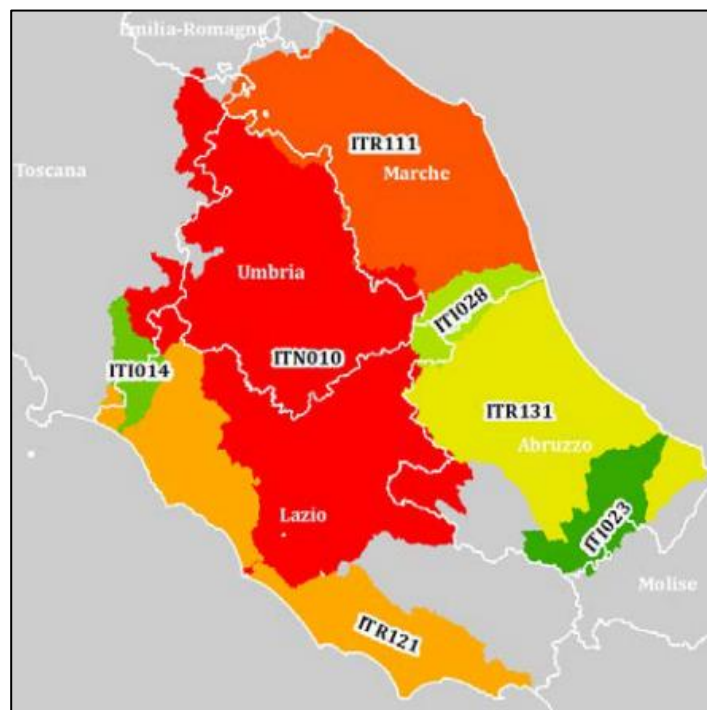 Emilia-Romagna
ITR111
Toscana
Marche
Umbria
ITI028
ITN010
ITI014
ITR131
Abruzzo
Lazio
ITI023
Molise
ITR121